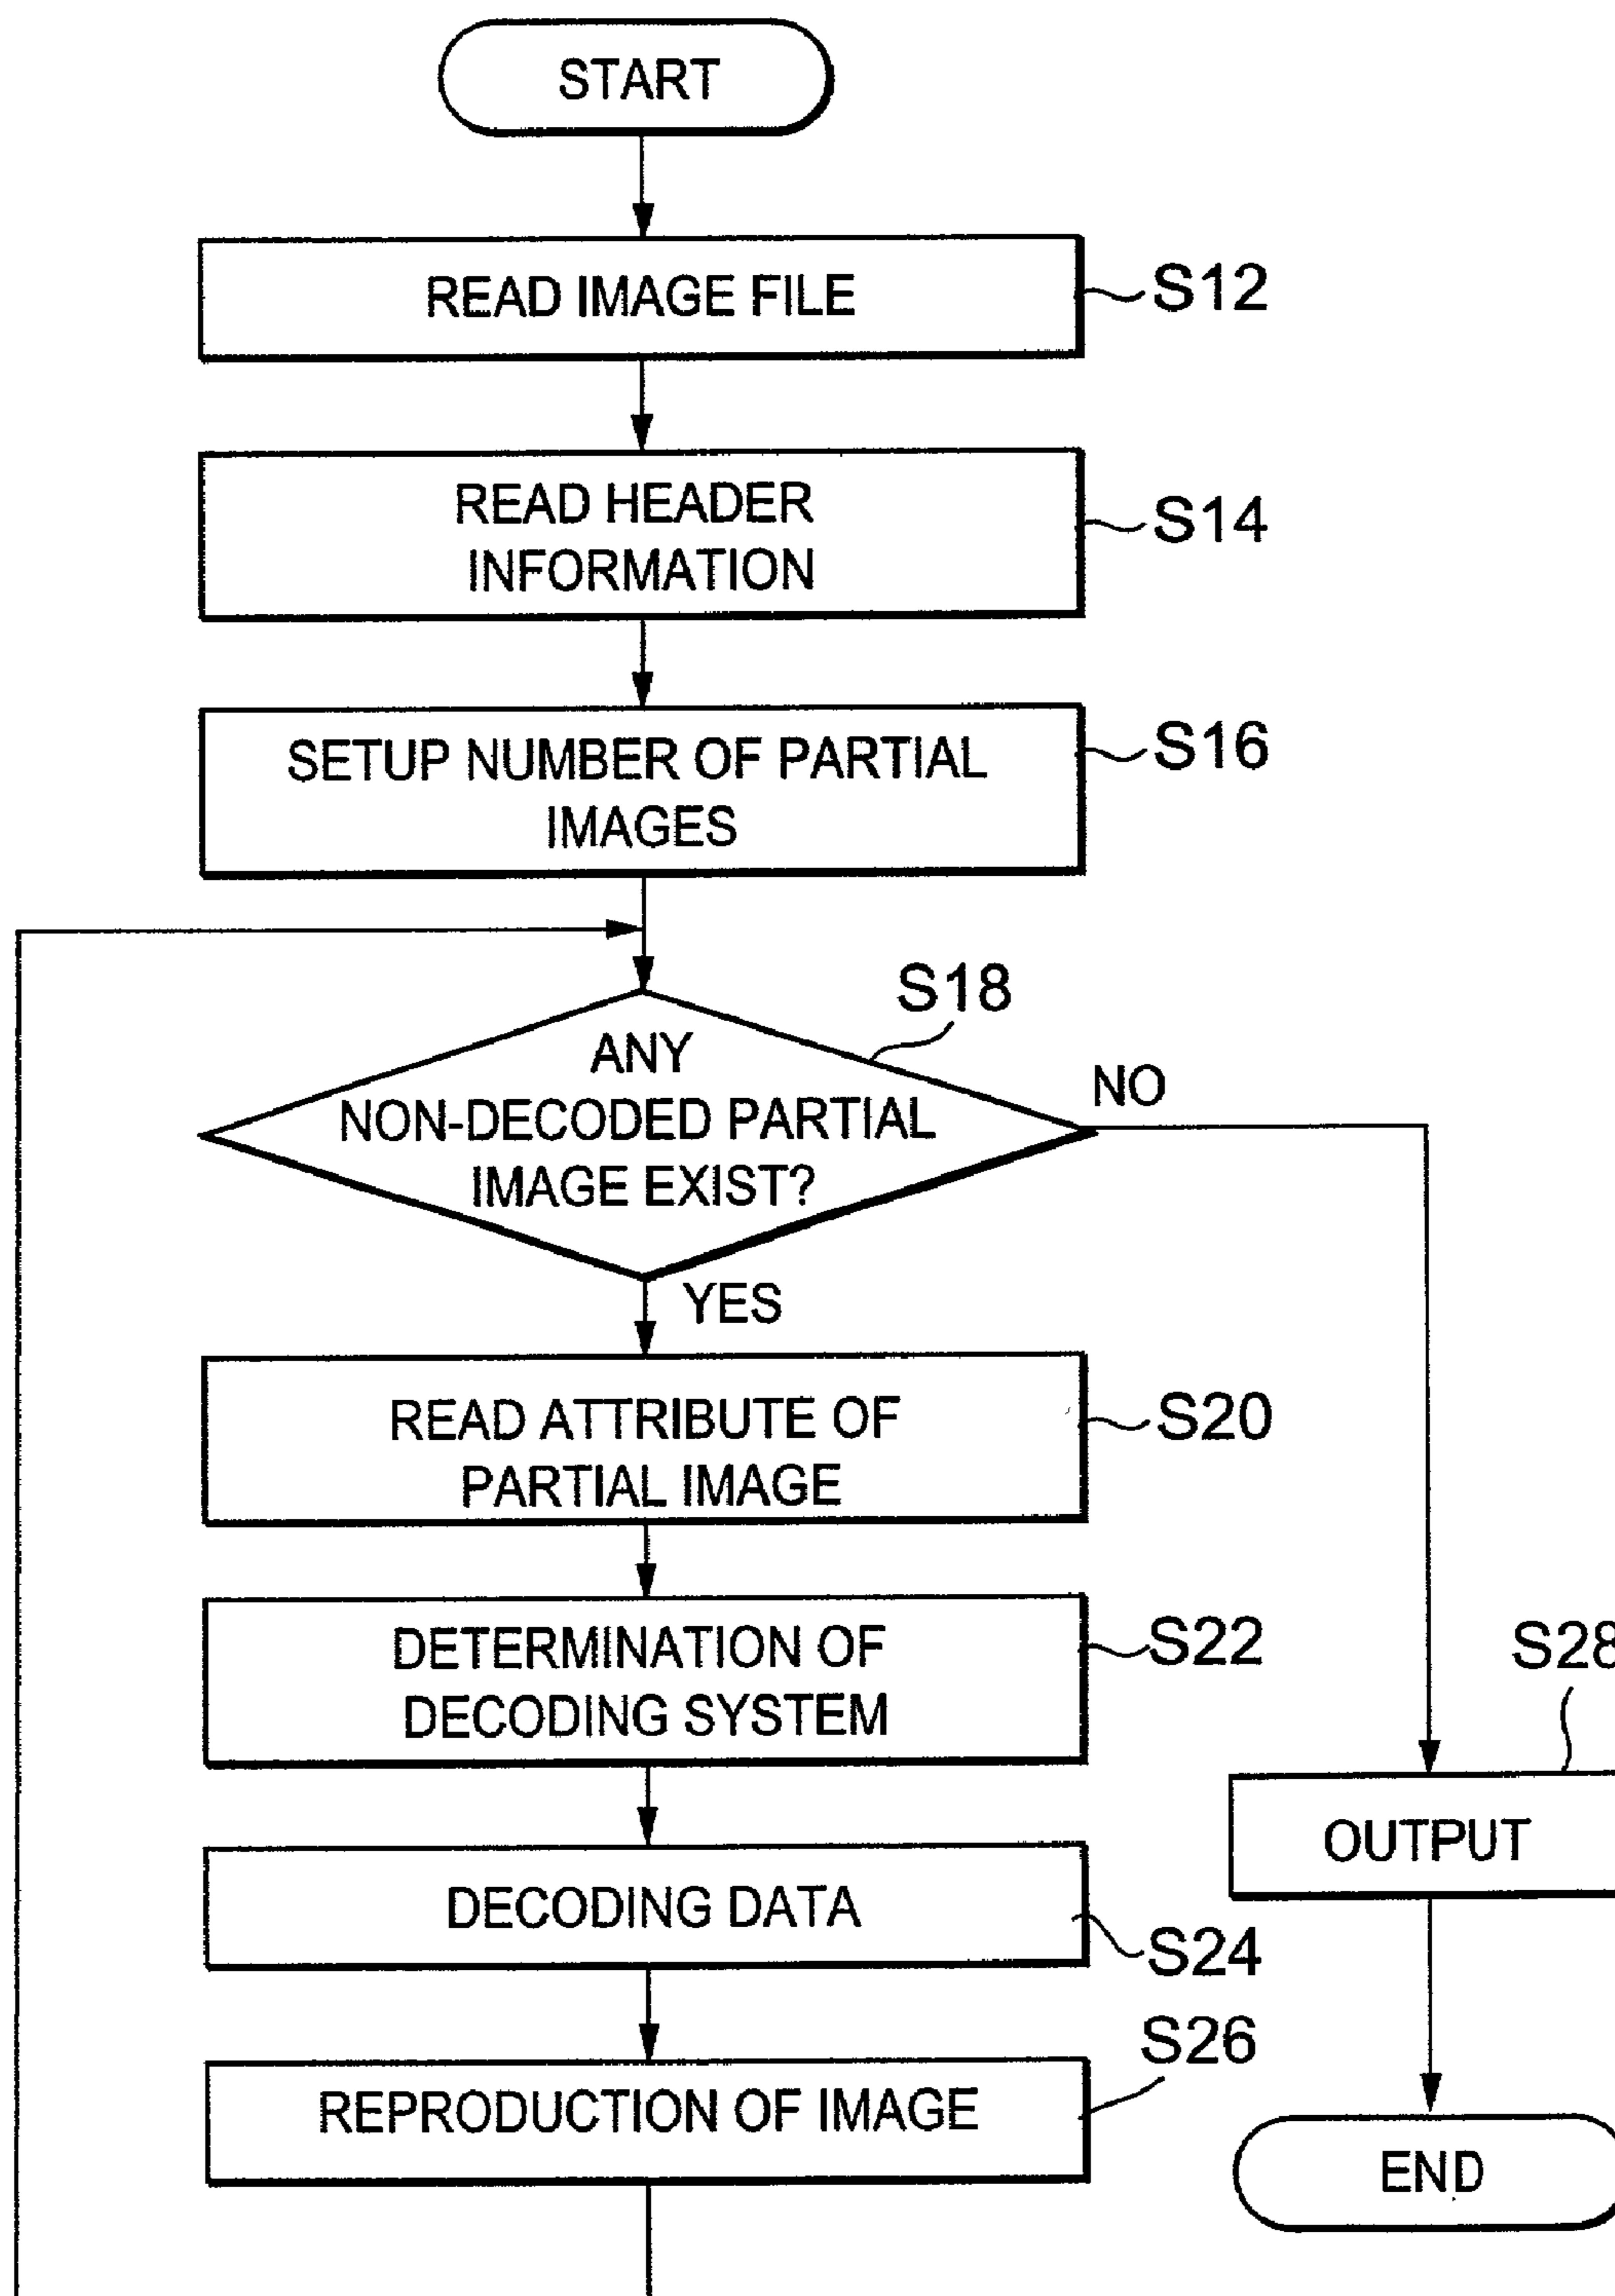 START
READ IMAGE FILE
S12
READ HEADER
INFORMATION
S14
SETUP NUMBER OF PARTIAL
IMAGES
S16
S18
ANY
NON-DECODED PARTIAL
IMAGE EXIST?
NO
YES
READ ATTRIBUTE OF
PARTIAL IMAGE
S20
DETERMINATION OF
DECODING SYSTEM
S22
S28
OUTPUT
DECODING DATA
S24
S26
REPRODUCTION OF IMAGE
END